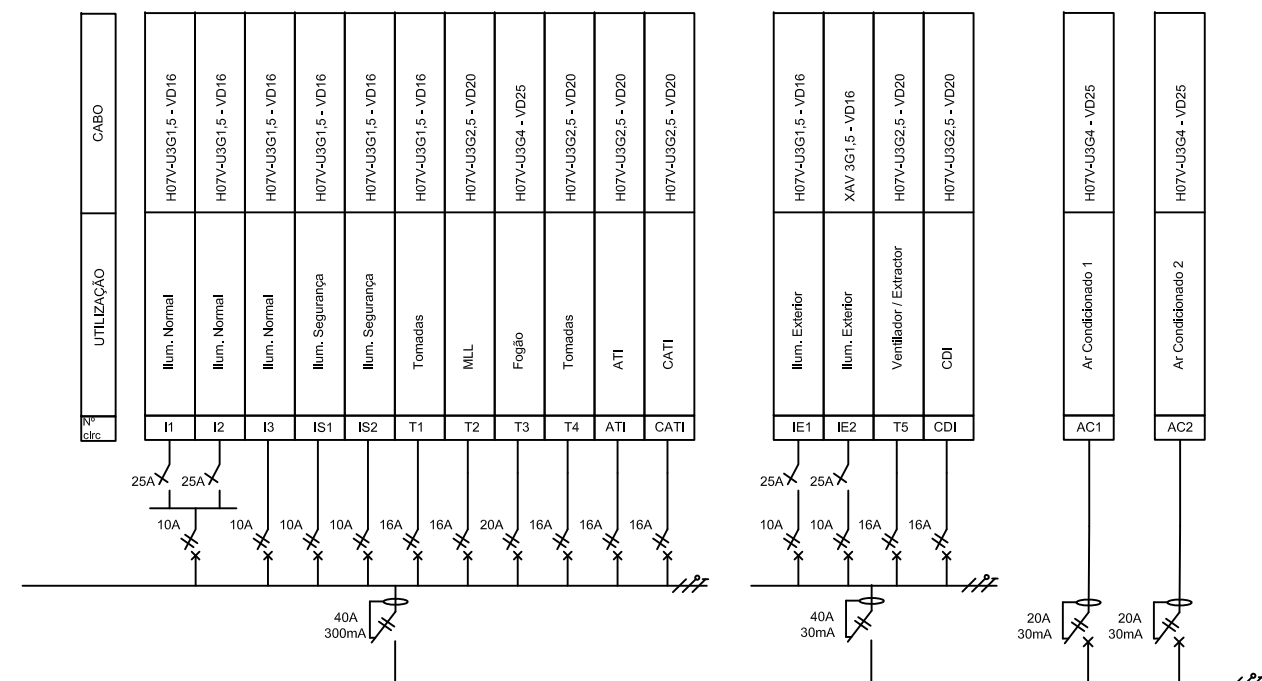 CABO
H07V-U3G1,5 - VD16
H07V-U3G1,5 - VD16
H07V-U3G1,5 - VD16
H07V-U3G1,5 - VD16
H07V-U3G1,5 - VD16
H07V-U3G1,5 - VD16
H07V-U3G2,5 - VD20
H07V-U3G4 - VD25
H07V-U3G2,5 - VD20
H07V-U3G2,5 - VD20
H07V-U3G2,5 - VD20
H07V-U3G1,5 - VD16
XAV 3G1,5 - VD16
H07V-U3G2,5 - VD20
H07V-U3G2,5 - VD20
H07V-U3G4 - VD25
H07V-U3G4 - VD25
UTILIZAÇÃO
Ilum. Normal
Ilum. Normal
Ilum. Normal
Ilum. Segurança
Ilum. Segurança
Tomadas
MLL
Fogão
Tomadas
ATI
CATI
Ilum. Exterior
Ilum. Exterior
Ventilador / Extractor
CDI
Ar Condicionado 1
Ar Condicionado 2
Nº
circ
I1
I2
I3
IS1
IS2
T1
T2
T3
T4
ATI
CATI
IE1
IE2
T5
CDI
AC1
AC2
25A
25A
25A
25A
10A
10A
10A
10A
16A
16A
20A
16A
16A
16A
10A
10A
16A
16A
40A
300mA
40A
30mA
20A
30mA
20A
30mA